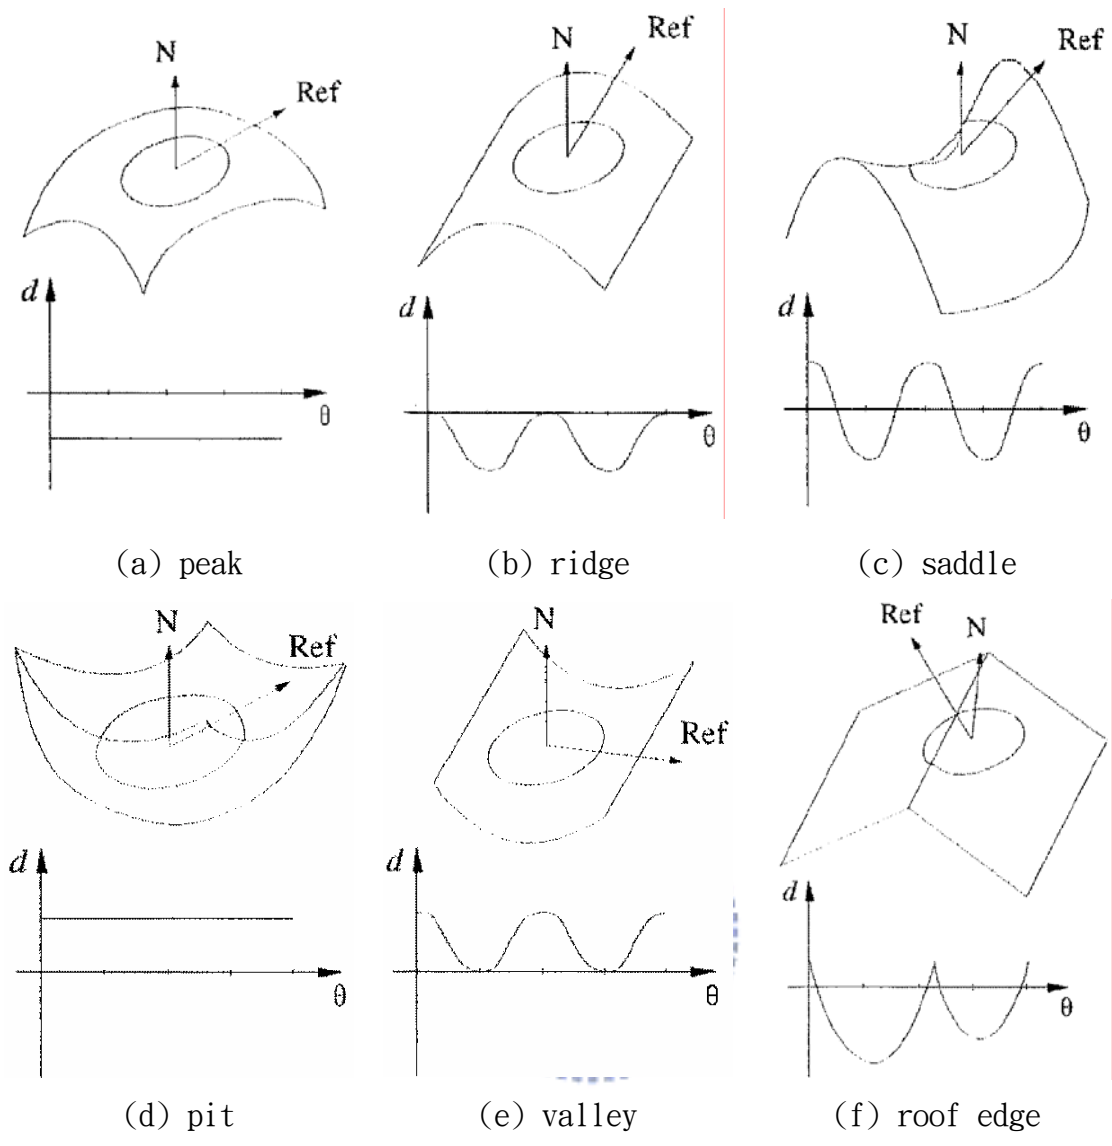 N
Ref
d
θ
(a) peak
N
Ref
d
θ
(b) ridge
N
Ref
d
θ
(c) saddle
N
Ref
d
θ
(d) pit
N
Ref
d
θ
(e) valley
Ref
N
d
θ
(f) roof edge